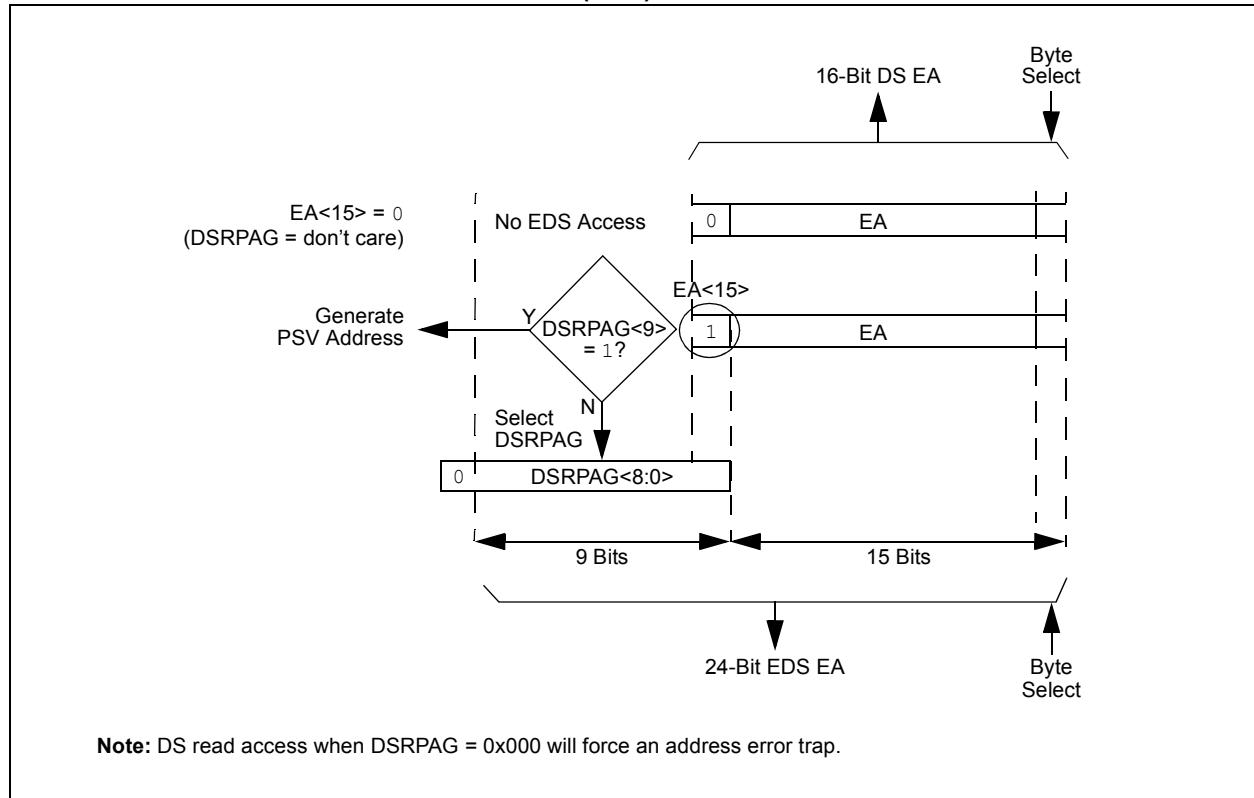 16-Bit DS EA
Byte
Select
EA<15> = 0
(DSRPAG = don't care)
No EDS Access
0
EA
EA<15>
Generate
PSV Address
Y
DSRPAG<9>
= 1?
1
EA
N
Select
DSRPAG
0
DSRPAG<8:0>
9 Bits
15 Bits
24-Bit EDS EA
Byte
Select
Note: DS read access when DSRPAG = 0x000 will force an address error trap.